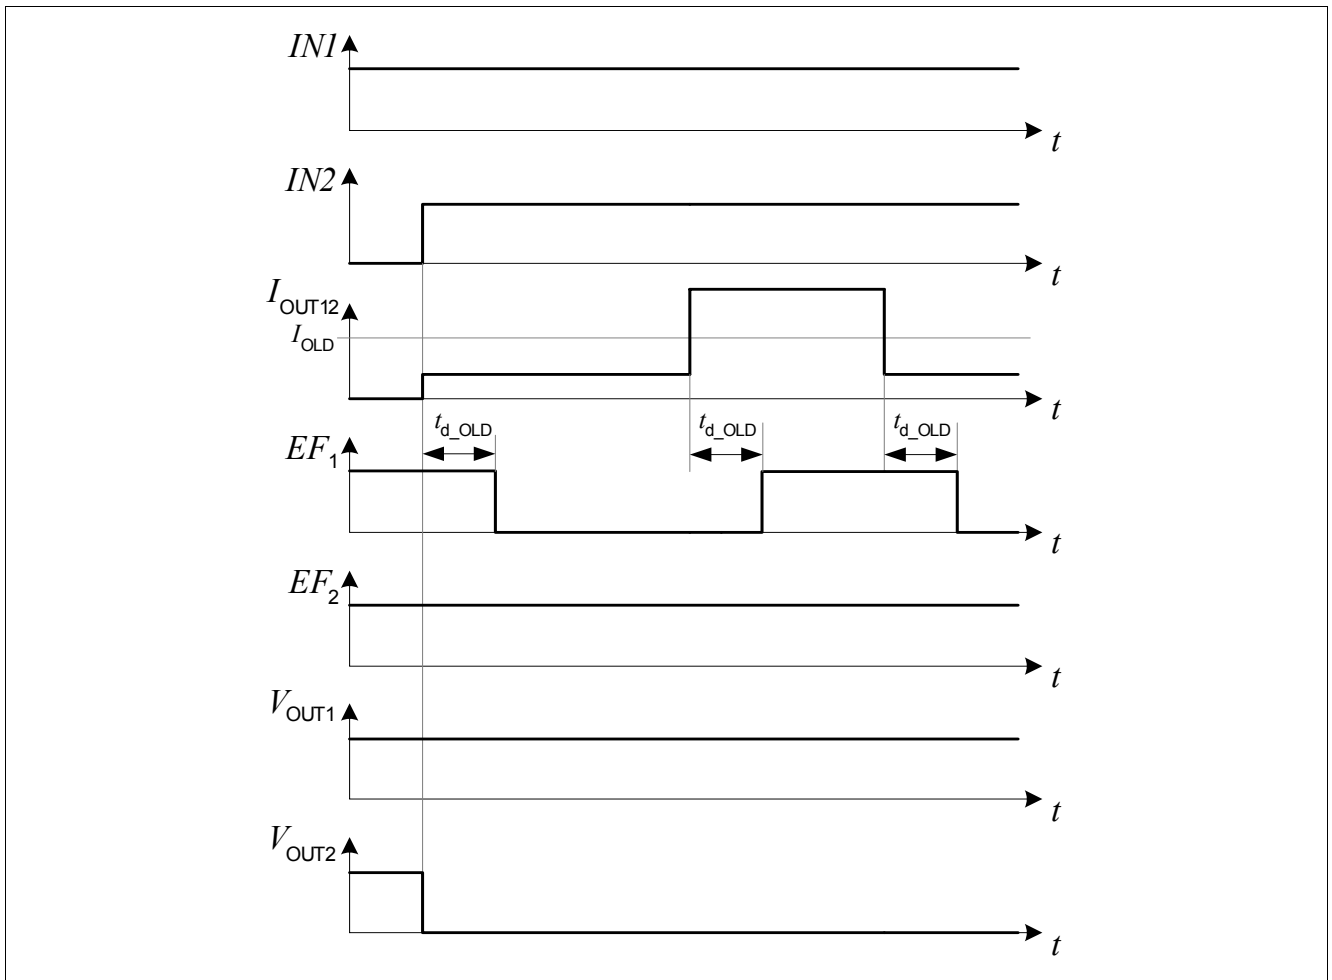 IN1
t
IN2
t
IOUT12
IOLD
t
td_OLD td_OLD td_OLD
EF1
t
EF2
t
VOUT1
t
VOUT2
t